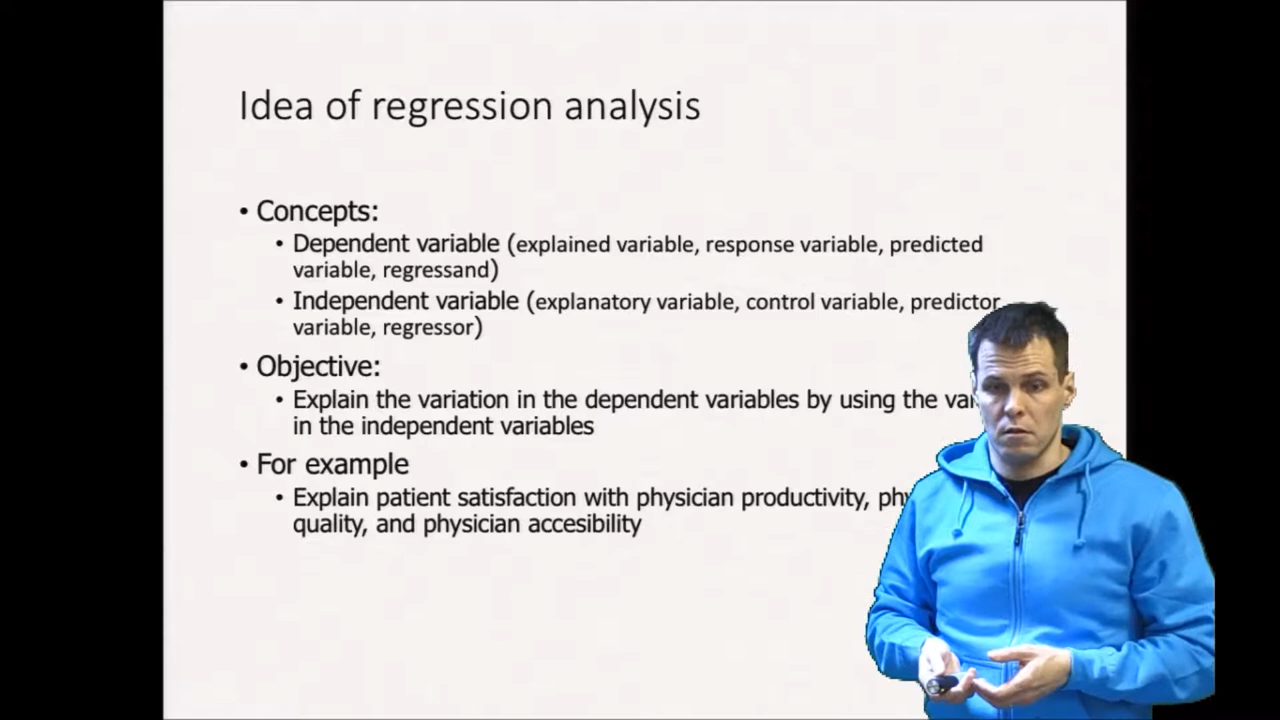 Idea of regression analysis
• Concepts:
• Dependent variable (explained variable, response variable, predicted
variable, regressand)
• Independent variable (explanatory variable, control variable, predictor
variable, regressor)
• Objective:
• Explain the variation in the dependent variables by using the
in the independent variables
• For example
• Explain patient satisfaction with physician productivity,
quality, and physician accesibility